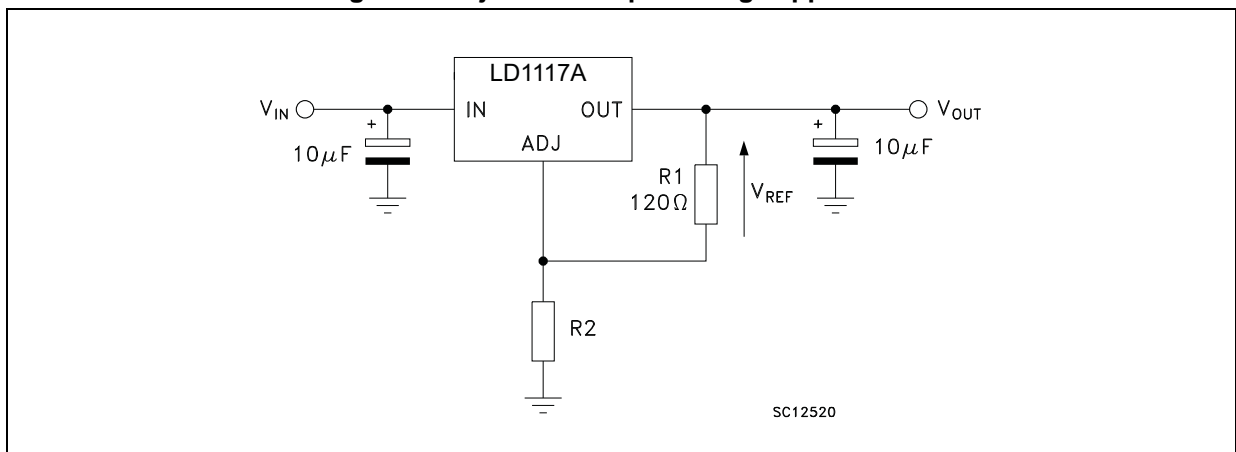 LD1117A
V_IN
IN
OUT
V_OUT
ADJ
+
10µF
+
10µF
R1
120Ω
V_REF
R2
SC12520